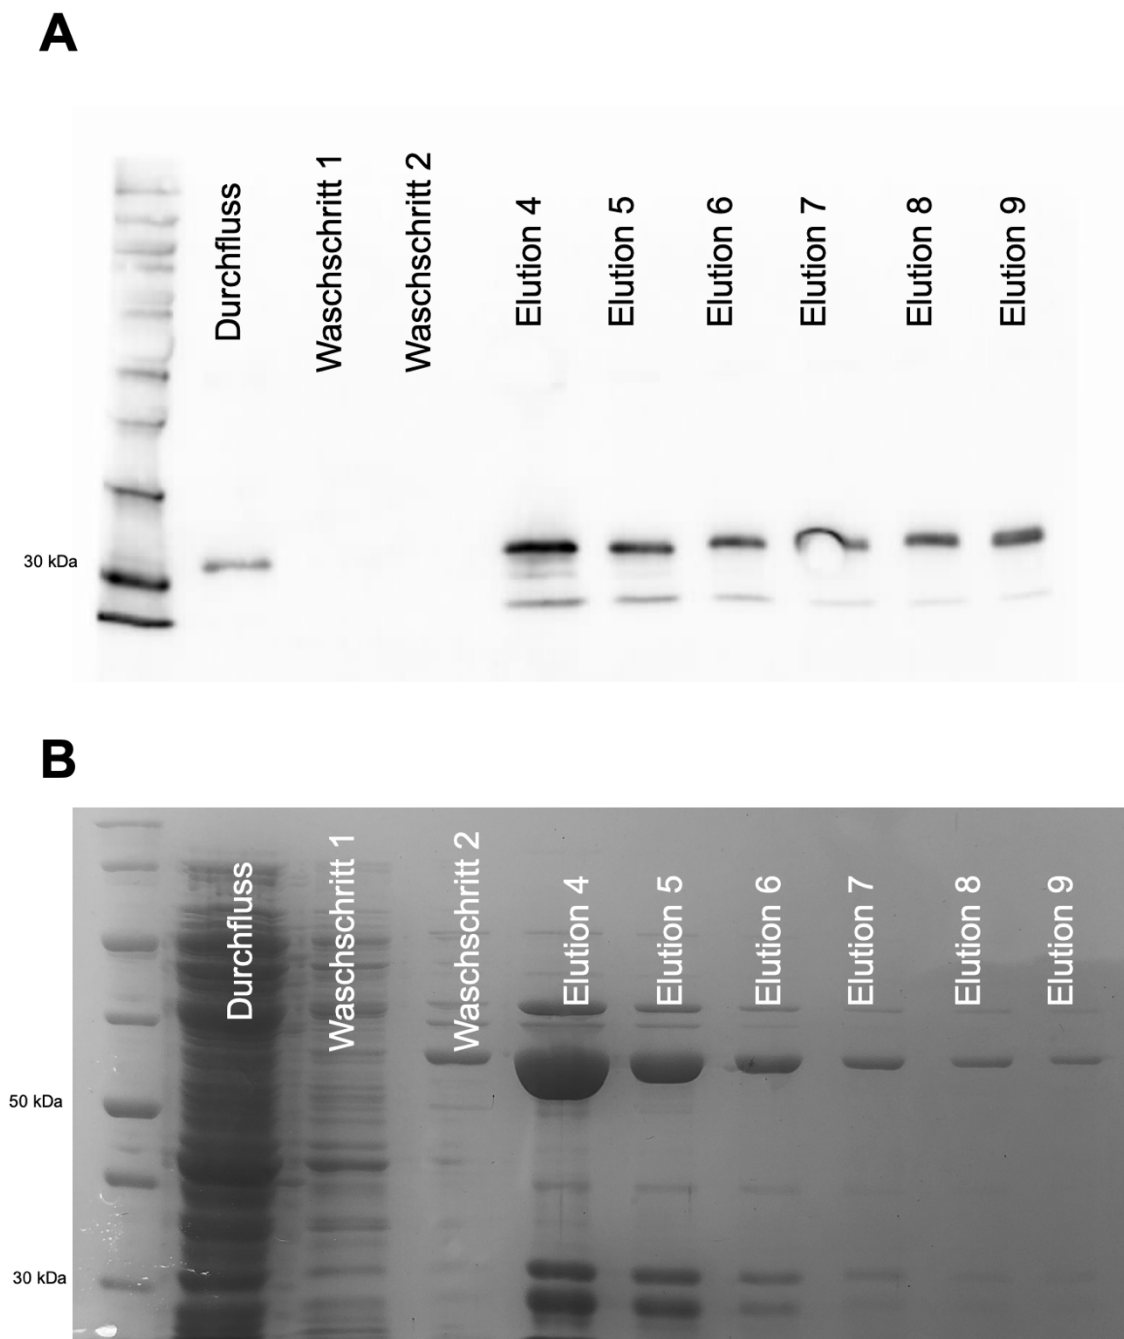 A
Durchfluss
Waschschritt 1
Waschschritt 2
Elution 4
Elution 5
Elution 6
Elution 7
Elution 8
Elution 9
30 kDa
B
Durchfluss
Waschschritt 1
Waschschritt 2
Elution 4
Elution 5
Elution 6
Elution 7
Elution 8
Elution 9
50 kDa
30 kDa